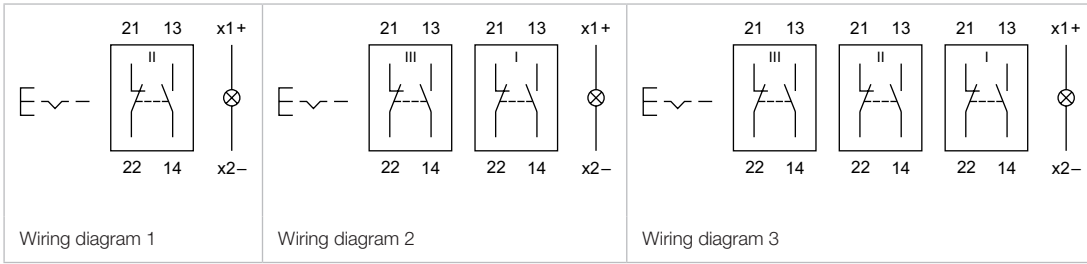 21 13 x1+
II
22 14 x2–
Wiring diagram 1
21 13 21 13 x1+
III I
22 14 22 14 x2–
Wiring diagram 2
21 13 21 13 21 13 x1+
III II I
22 14 22 14 22 14 x2–
Wiring diagram 3